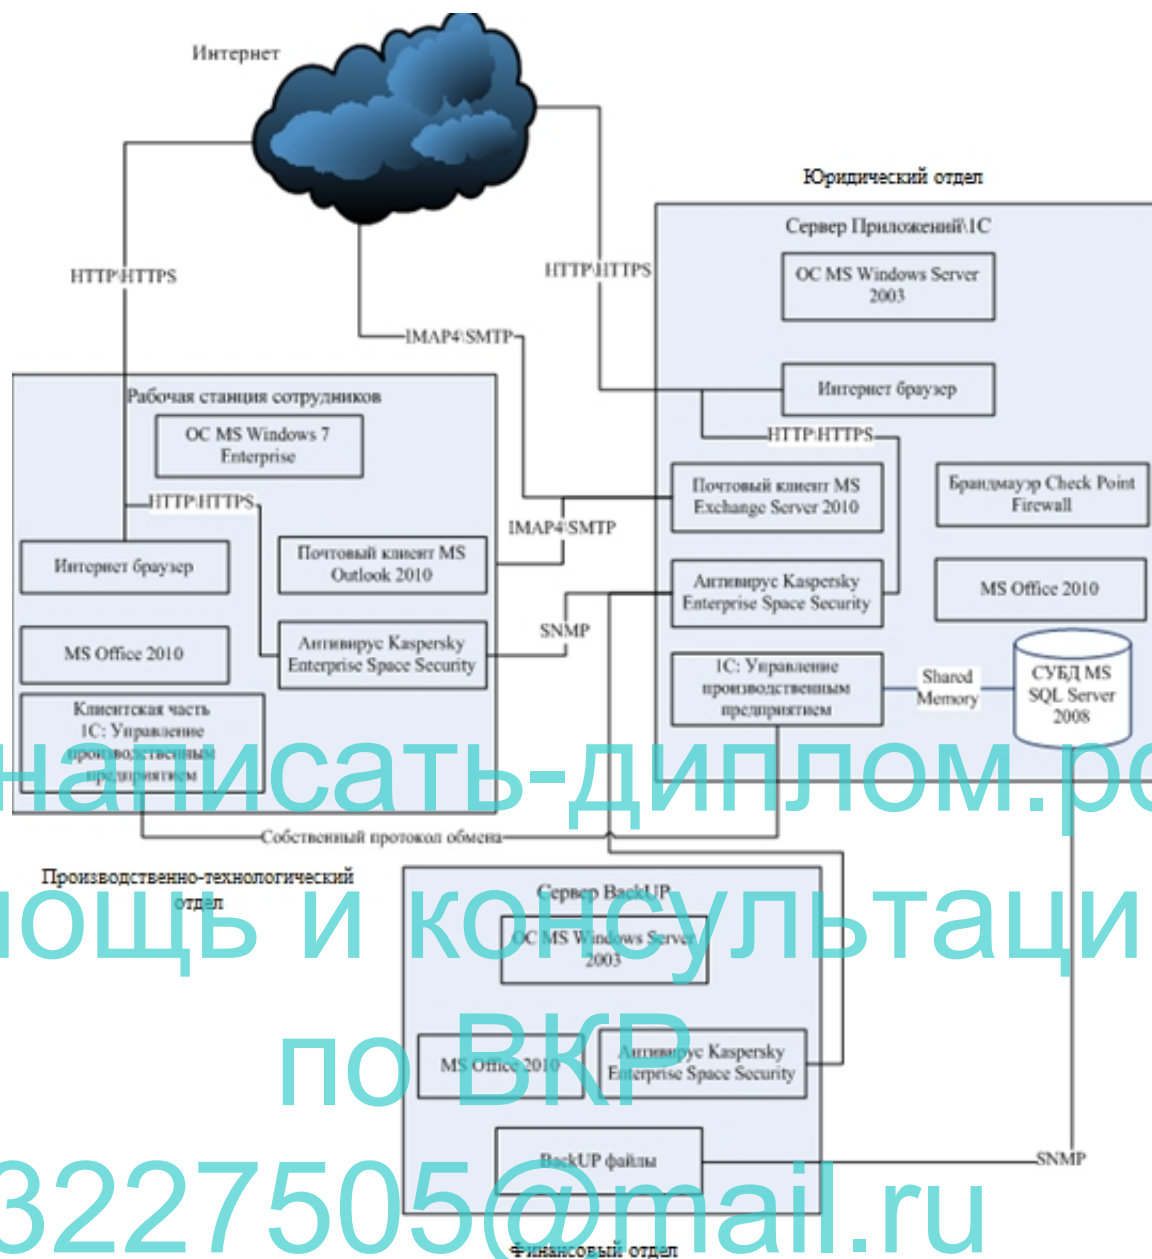 Интернет
Юридический отдел
Сервер Приложений\1С
ОС MS Windows Server
2003
HTTP\HTTPS
HTTP\HTTPS
IMAP4\SMTP
Интернет браузер
Рабочая станция сотрудников
ОС MS Windows 7
Enterprise
HTTP\HTTPS
Почтовый клиент MS
Exchange Server 2010
Брандмауэр Check Point
Firewall
HTTP\HTTPS
IMAP4\SMTP
Интернет браузер
Почтовый клиент MS
Outlook 2010
Антивирус Kaspersky
Enterprise Space Security
MS Office 2010
SNMP
MS Office 2010
Антивирус Kaspersky
Enterprise Space Security
1С: Управление
производственным
предприятием
Shared
Memory
СУБД MS
SQL Server
2008
Клиентская часть
1С: Управление
производственным
предприятием
написать-диплом.ро
Собственный протокол обмена
Производственно-технологический
отдел
Сервер BackUP
ощь и консультаци
ОС MS Windows Server
2003
по ВКР
MS Office 2010
Антивирус Kaspersky
Enterprise Space Security
BackUP файлы
SNMP
3227505@mail.ru
Финансовый отдел